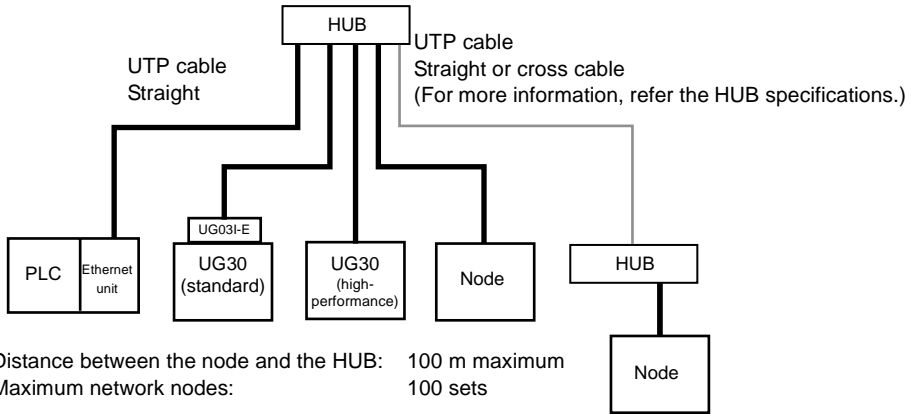 HUB
UTP cable
Straight
UTP cable
Straight or cross cable
(For more information, refer the HUB specifications.)
PLC
Ethernet
unit
UG03I-E
UG30
(standard)
UG30
(high-
performance)
Node
HUB
Node
Distance between the node and the HUB: 100 m maximum
Maximum network nodes: 100 sets